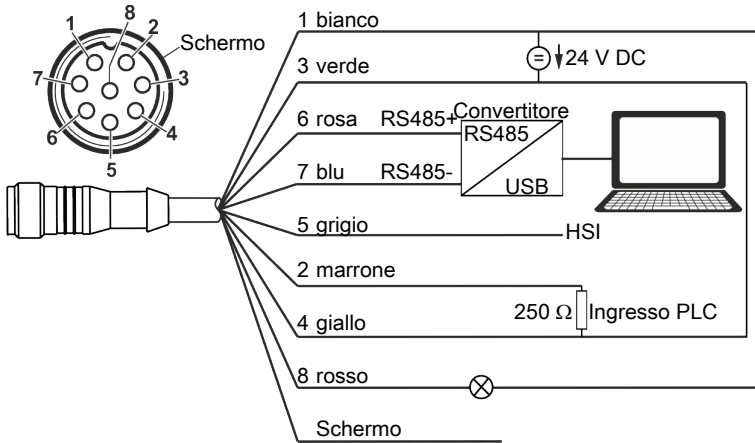 8
1
2
Schermo
7
3
6
4
5
1 bianco
24 V DC
3 verde
6 rosa RS485+
Convertitore
RS485
USB
7 blu RS485-
5 grigio
HSI
2 marrone
250 Ω Ingresso PLC
4 giallo
8 rosso
Schermo